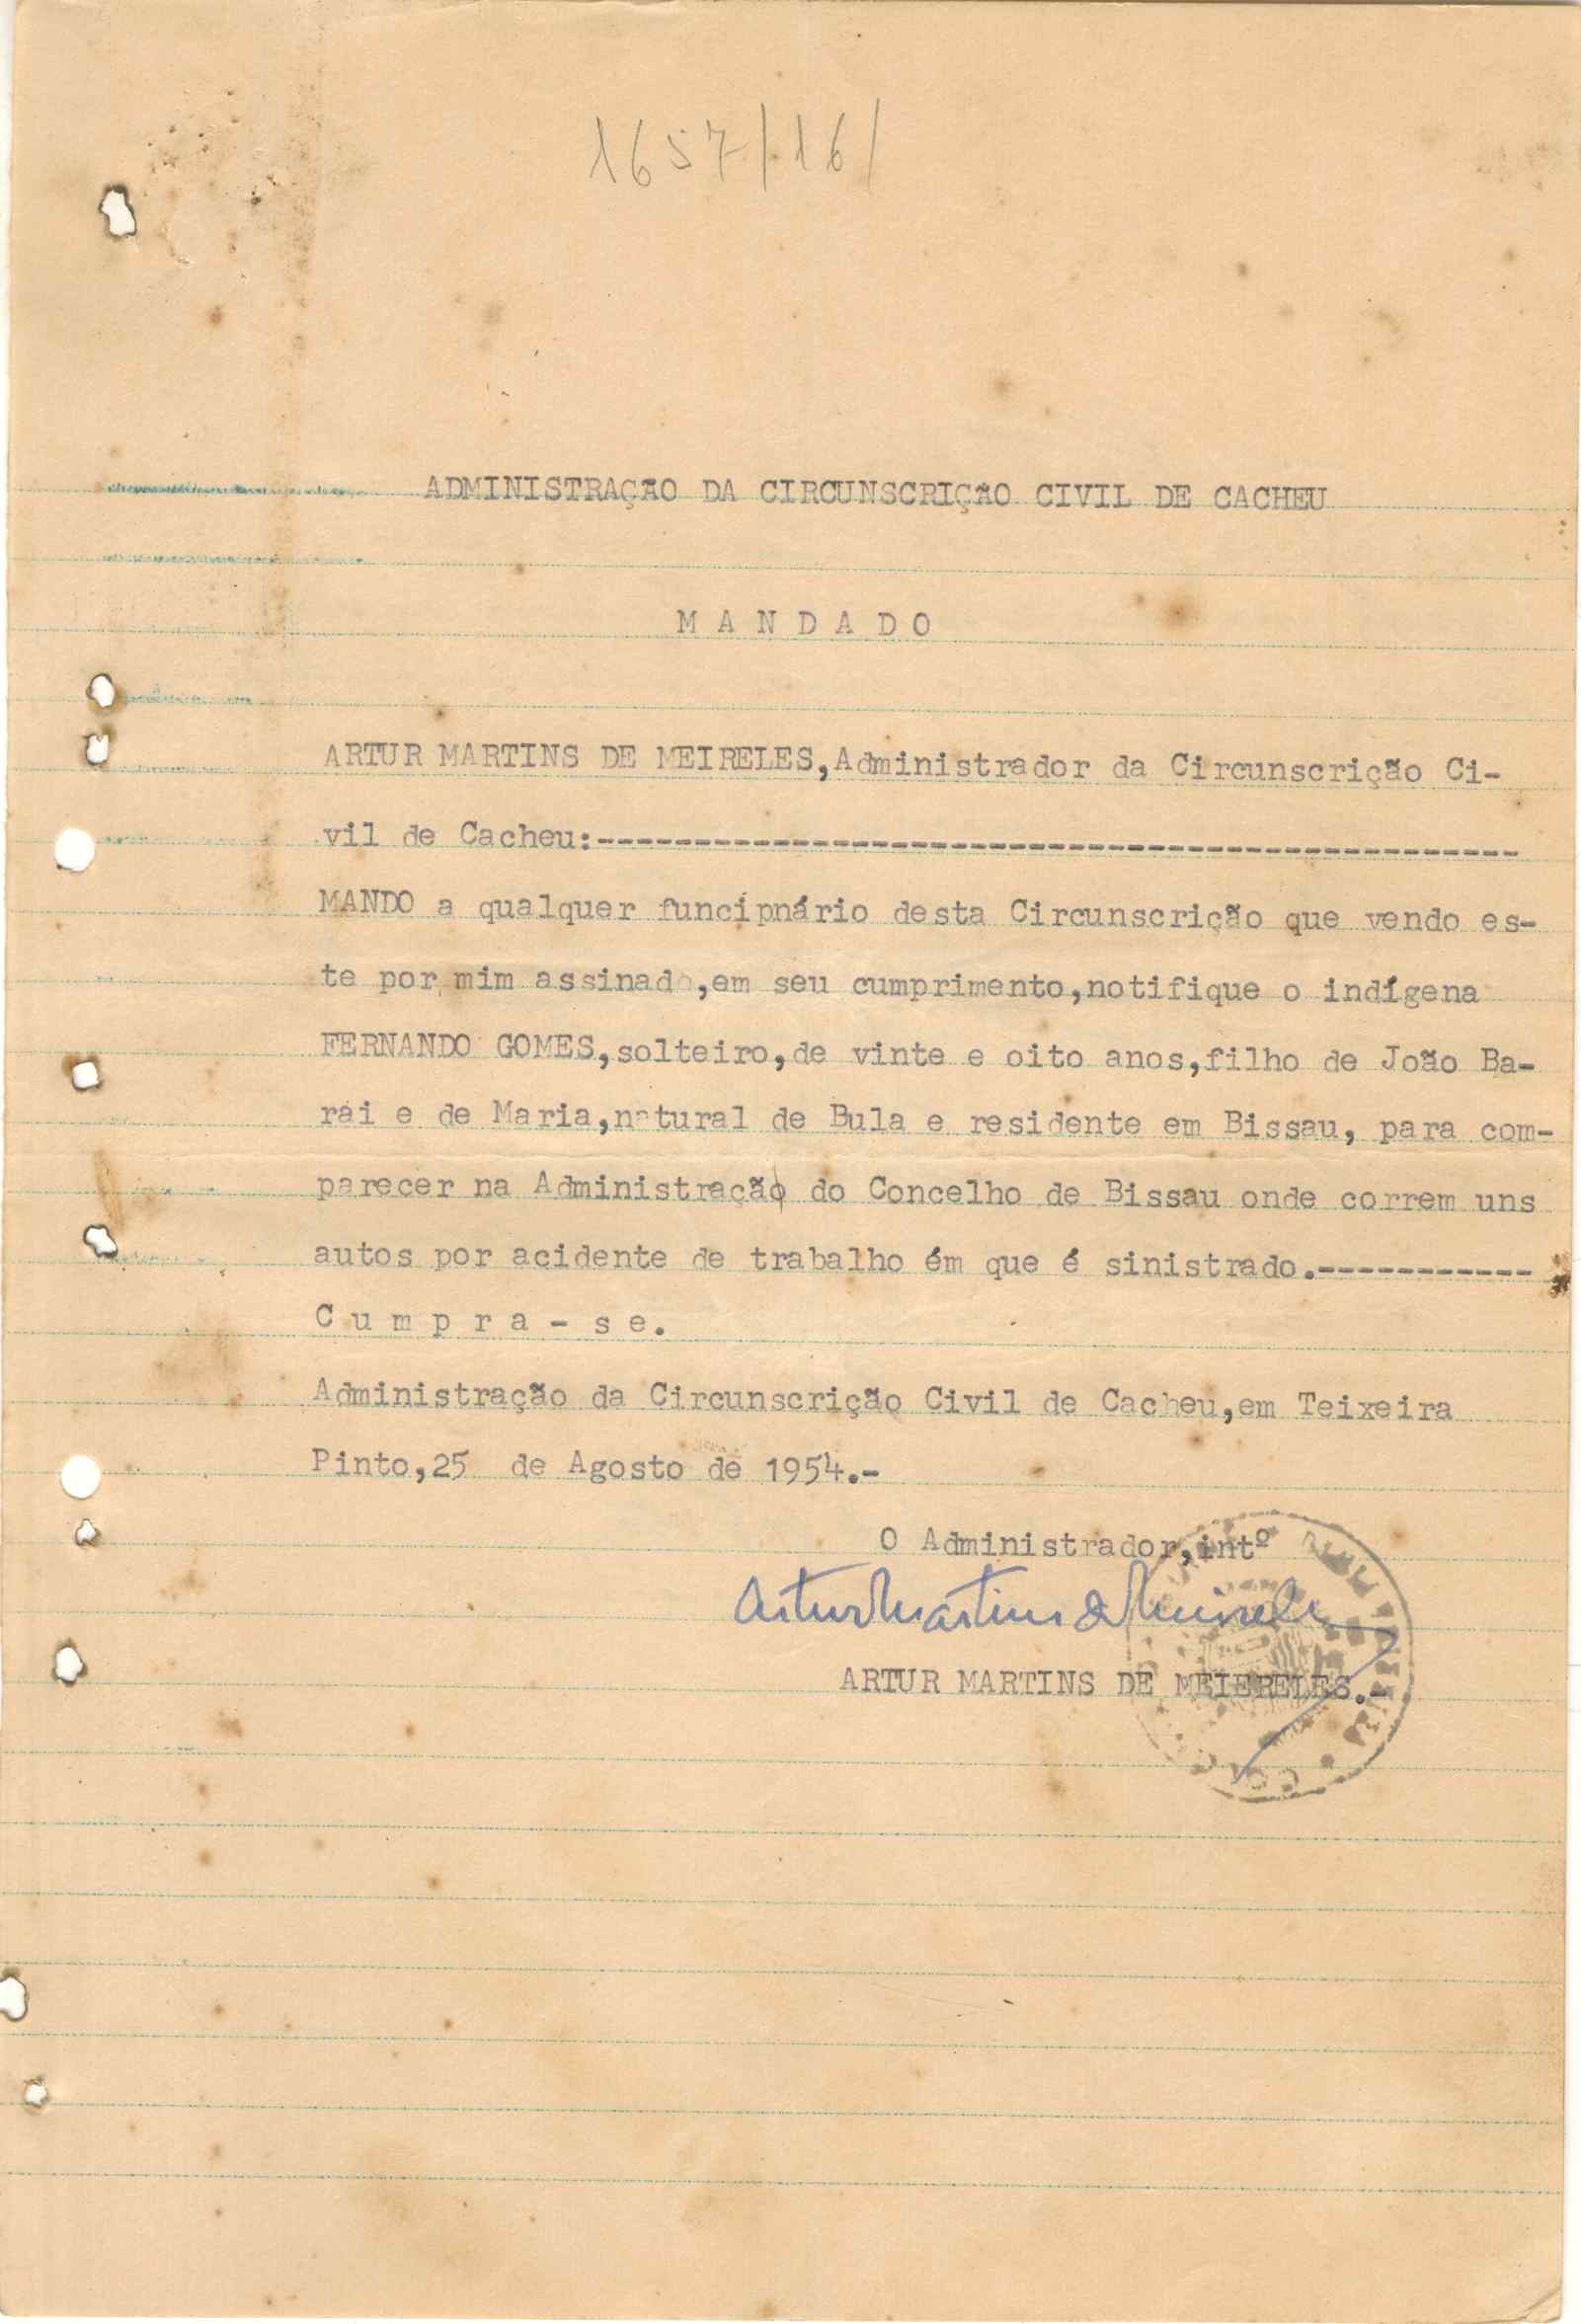 1657/16/
ADMINISTRAÇÃO DA CIRCUNSCRIÇÃO CIVIL DE CACHEU
M A N D A D O
ARTUR MARTINS DE MEIRELES,Administrador da Circunscrição Ci-
vil de Cacheu:-----------------------------------------------
MANDO a qualquer funcipnário desta Circunscrição que vendo es-
te por mim assinado,em seu cumprimento,notifique o indígena
FERNANDO GOMES,solteiro,de vinte e oito anos,filho de João Ba-
rai e de Maria,natural de Bula e residente em Bissau, para com-
parecer na Administração do Concelho de Bissau onde correm uns
autos por acidente de trabalho ém que é sinistrado.-----------
C u m p r a - s e.
Administração da Circunscrição Civil de Cacheu,em Teixeira
Pinto,25 de Agosto de 1954.-
O Administrador,intº
Artur Martins de Meireles
ARTUR MARTINS DE MEIERELES.-